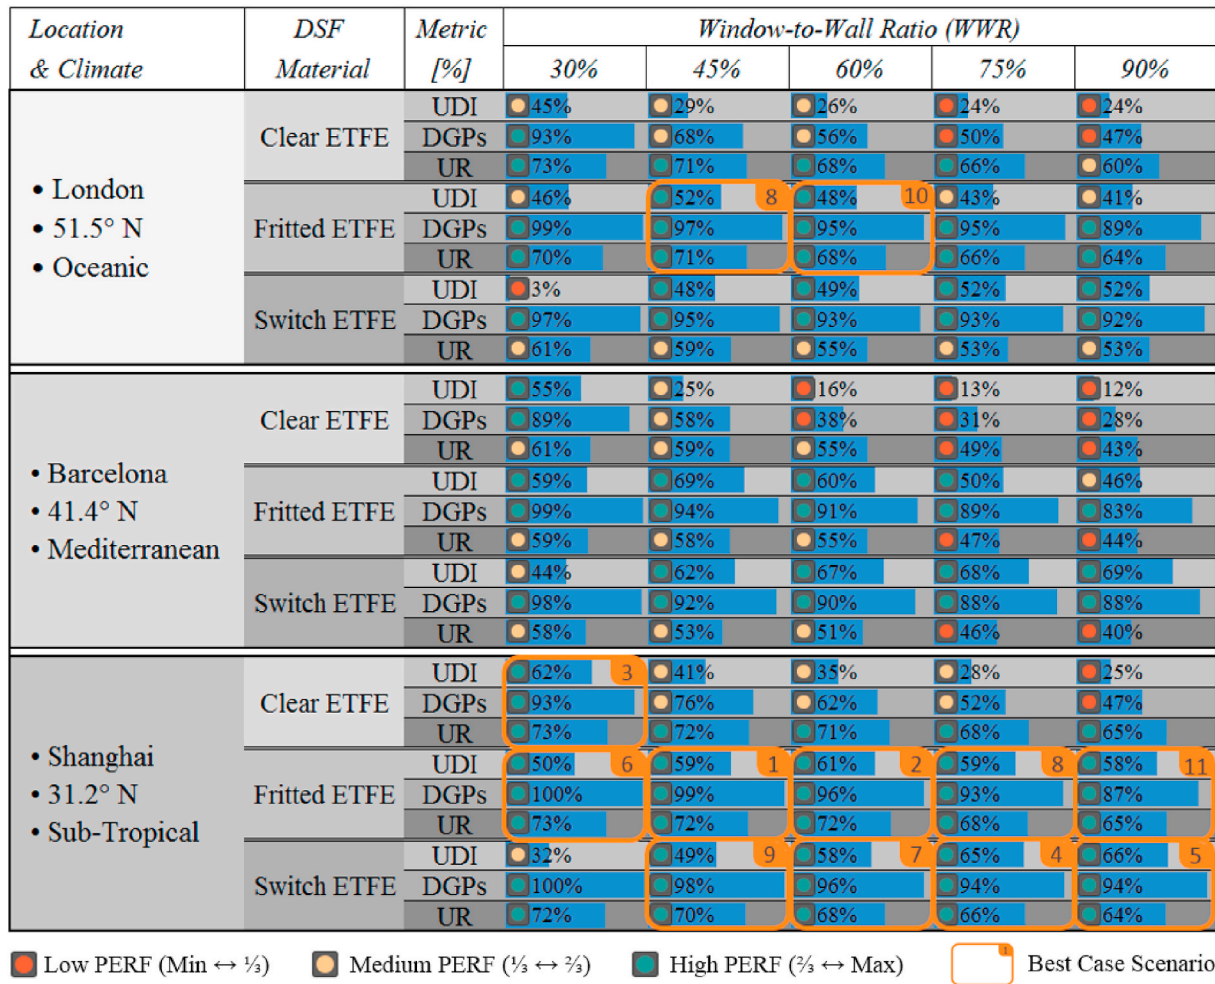 Location DSF Metric Window-to-Wall Ratio (WWR)
& Climate Material [%] 30% 45% 60% 75% 90%
UDI 45% 29% 26% 24% 24%
Clear ETFE DGPs 93% 68% 56% 50% 47%
UR 73% 71% 68% 66% 60%
• London
• 51.5° N
• Oceanic
UDI 46% 52% 8 48% 10 43% 41%
Fritted ETFE DGPs 99% 97% 95% 95% 89%
UR 70% 71% 68% 66% 64%
UDI 3% 48% 49% 52% 52%
Switch ETFE DGPs 97% 95% 93% 93% 92%
UR 61% 59% 55% 53% 53%
UDI 55% 25% 16% 13% 12%
Clear ETFE DGPs 89% 58% 38% 31% 28%
UR 61% 59% 55% 49% 43%
• Barcelona
• 41.4° N
• Mediterranean
UDI 59% 69% 60% 50% 46%
Fritted ETFE DGPs 99% 94% 91% 89% 83%
UR 59% 58% 55% 47% 44%
UDI 44% 62% 67% 68% 69%
Switch ETFE DGPs 98% 92% 90% 88% 88%
UR 58% 53% 51% 46% 40%
UDI 62% 3 41% 35% 28% 25%
Clear ETFE DGPs 93% 76% 62% 52% 47%
UR 73% 72% 71% 68% 65%
• Shanghai
• 31.2° N
• Sub-Tropical
UDI 50% 6 59% 1 61% 2 59% 8 58% 11
Fritted ETFE DGPs 100% 99% 96% 93% 87%
UR 73% 72% 72% 68% 65%
UDI 32% 49% 9 58% 7 65% 4 66% 5
Switch ETFE DGPs 100% 98% 96% 94% 94%
UR 72% 70% 68% 66% 64%
Low PERF (Min ↔ ⅓) Medium PERF (⅓ ↔ ⅔) High PERF (⅔ ↔ Max) 1 Best Case Scenario